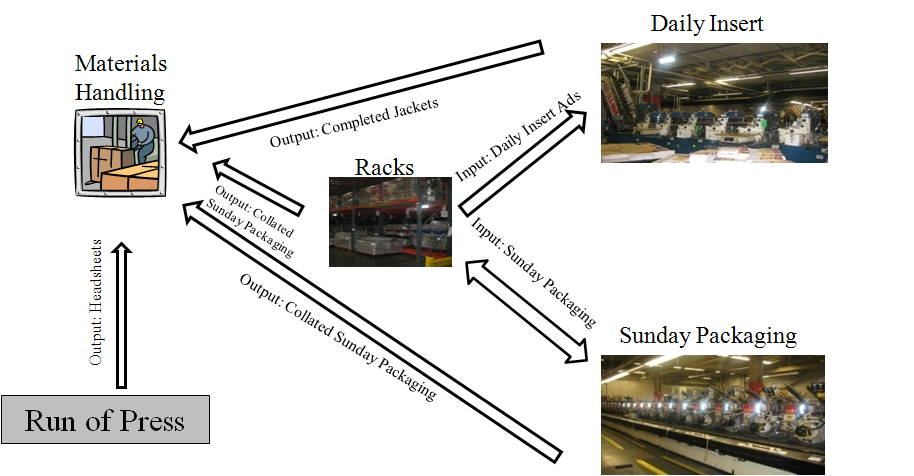 Daily Insert
Materials
Handling
Output: Completed Jackets
Input: Daily Insert Ads
Racks
Output: Collated
Sunday Packaging
Input: Sunday Packaging
Output: Headsheets
Output: Collated Sunday Packaging
Sunday Packaging
Run of Press